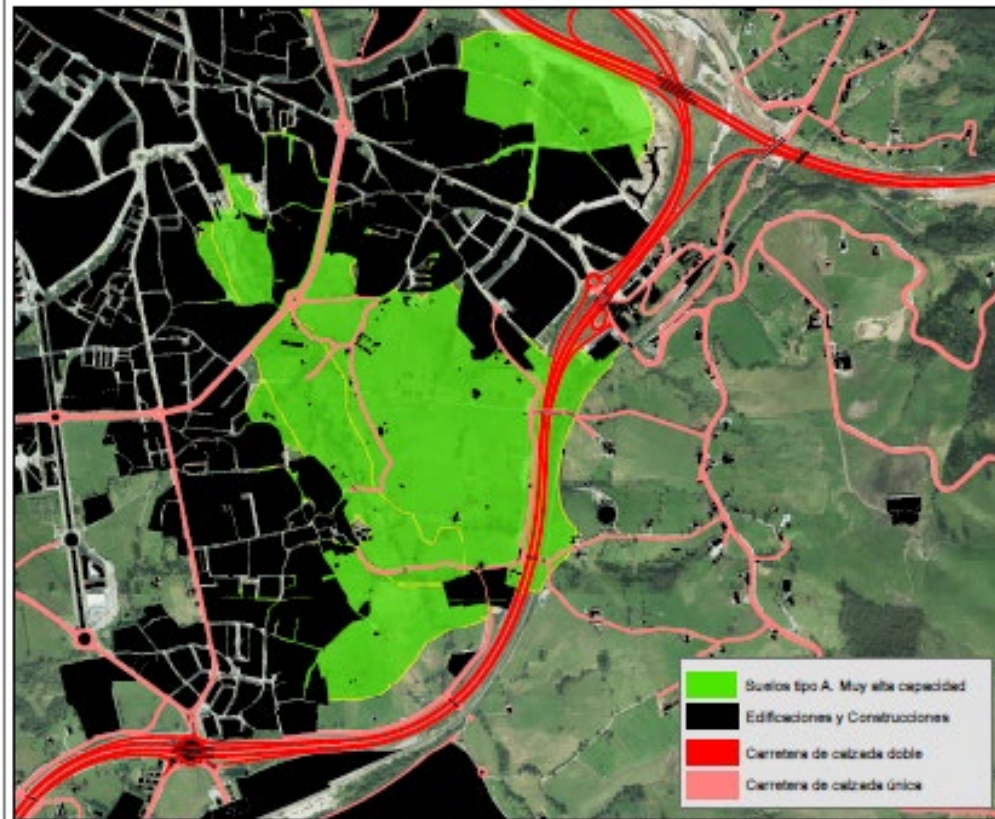 Suelos tipo A. Muy alta capacidad
Edificaciones y Construcciones
Carretera de calzada doble
Carretera de calzada única